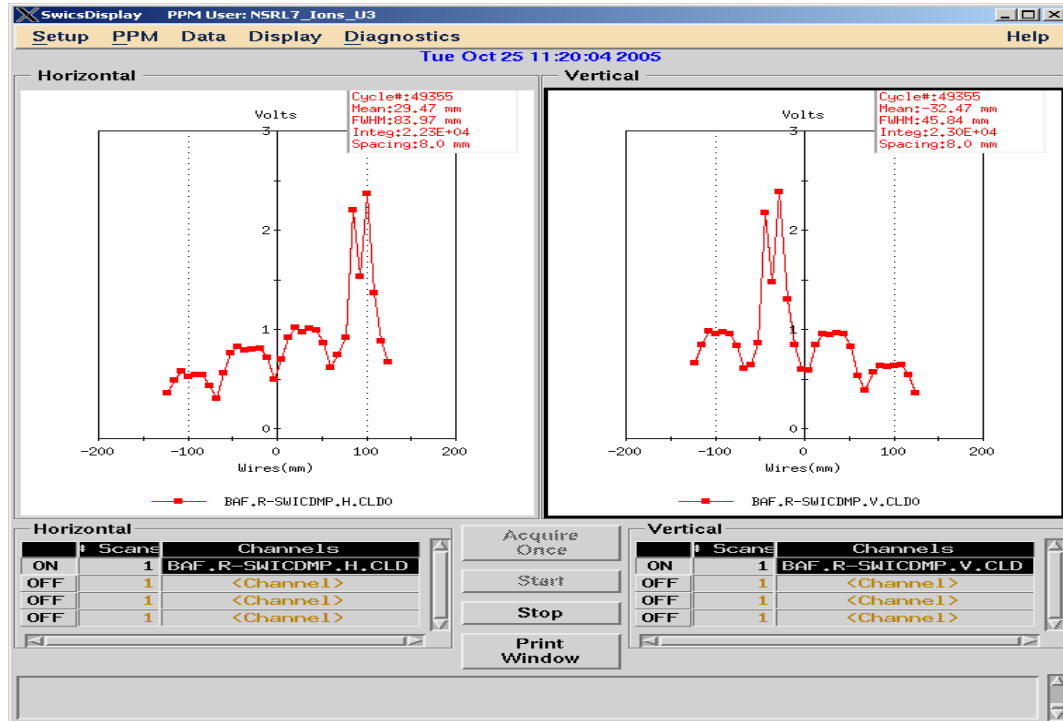 SwicsDisplay PPM User: NSRL7_Ions_U3
Setup PPM Data Display Diagnostics Help
Tue Oct 25 11:20:04 2005
Horizontal
Cycle#:49355
Mean:29.47 mm
FWHM:83.97 mm
Integ:2.23E+04
Spacing:8.0 mm
Volts
3
2
1
0
-200 -100 0 100 200
Wires(mm)
BAF.R-SWICDMP.H.CLD0
Vertical
Cycle#:49355
Mean:-32.47 mm
FWHM:45.84 mm
Integ:2.30E+04
Spacing:8.0 mm
Volts
3
2
1
0
-200 -100 0 100 200
Wires(mm)
BAF.R-SWICDMP.V.CLD0
Horizontal
# Scans Channels
ON 1 BAF.R-SWICDMP.H.CLD
OFF 1 <Channel>
OFF 1 <Channel>
OFF 1 <Channel>
Acquire
Once
Start
Stop
Print
Window
Vertical
# Scans Channels
ON 1 BAF.R-SWICDMP.V.CLD
OFF 1 <Channel>
OFF 1 <Channel>
OFF 1 <Channel>